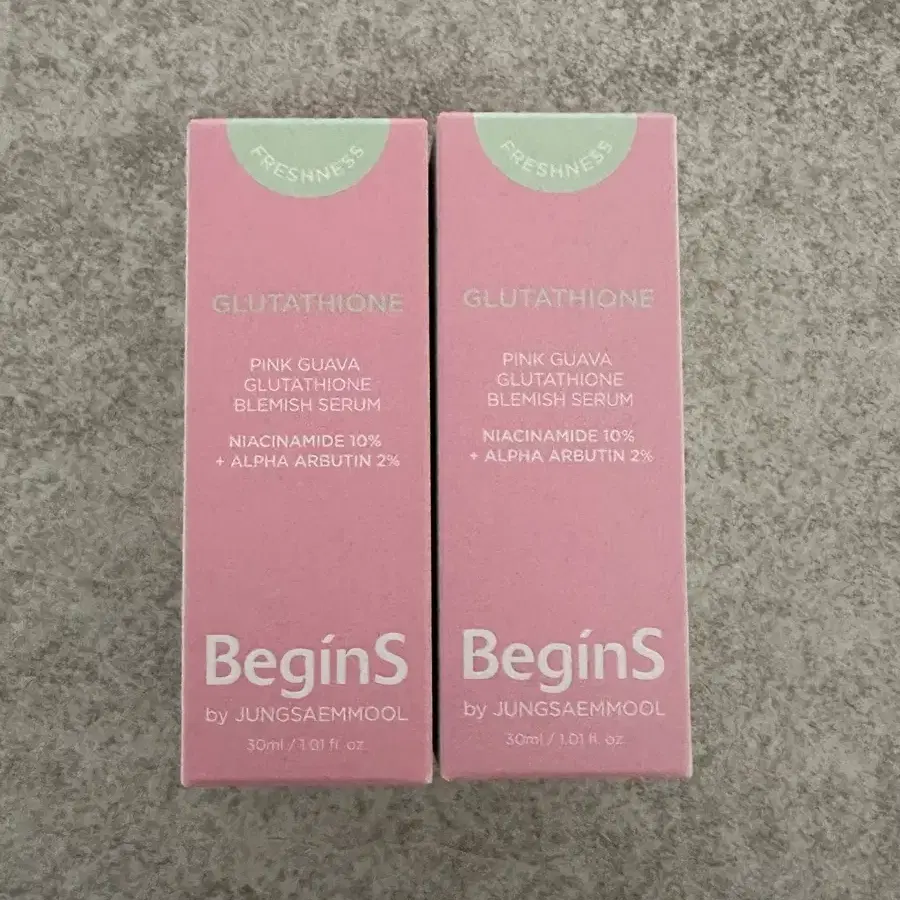 FRESHNESS
GLUTATHIONE
PINK GUAVA
GLUTATHIONE
BLEMISH SERUM
NIACINAMIDE 10%
+ ALPHA ARBUTIN 2%
BegínS
by JUNGSAEMMOOL
30ml / 1.01 fl. oz.
FRESHNESS
GLUTATHIONE
PINK GUAVA
GLUTATHIONE
BLEMISH SERUM
NIACINAMIDE 10%
+ ALPHA ARBUTIN 2%
BegínS
by JUNGSAEMMOOL
30ml / 1.01 fl. oz.